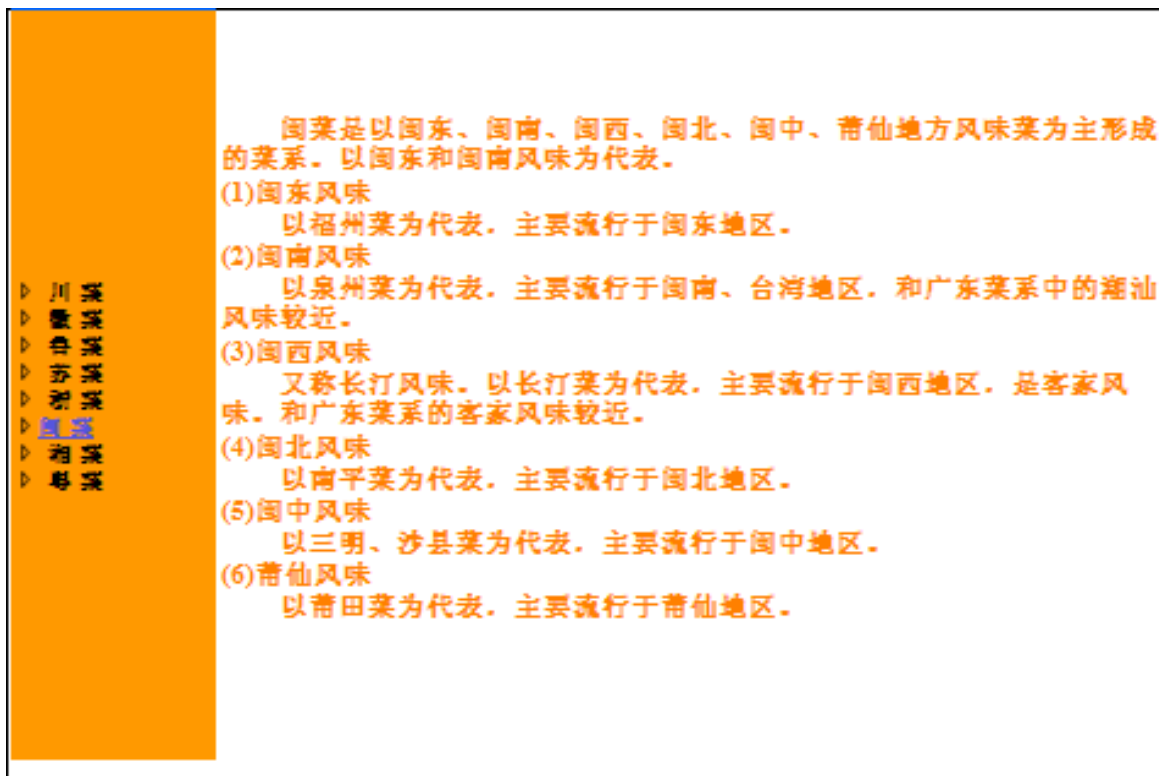 川 菜
徽 菜
鲁 菜
苏 菜
浙 菜
闽 菜
湘 菜
粤 菜
闽菜是以闽东、闽南、闽西、闽北、闽中、莆仙地方风味菜为主形成
的菜系。以闽东和闽南风味为代表。
(1)闽东风味
以福州菜为代表，主要流行于闽东地区。
(2)闽南风味
以泉州菜为代表，主要流行于闽南、台湾地区，和广东菜系中的潮汕
风味较近。
(3)闽西风味
又称长汀风味。以长汀菜为代表，主要流行于闽西地区，是客家风
味。和广东菜系的客家风味较近。
(4)闽北风味
以南平菜为代表，主要流行于闽北地区。
(5)闽中风味
以三明、沙县菜为代表，主要流行于闽中地区。
(6)莆仙风味
以莆田菜为代表，主要流行于莆仙地区。